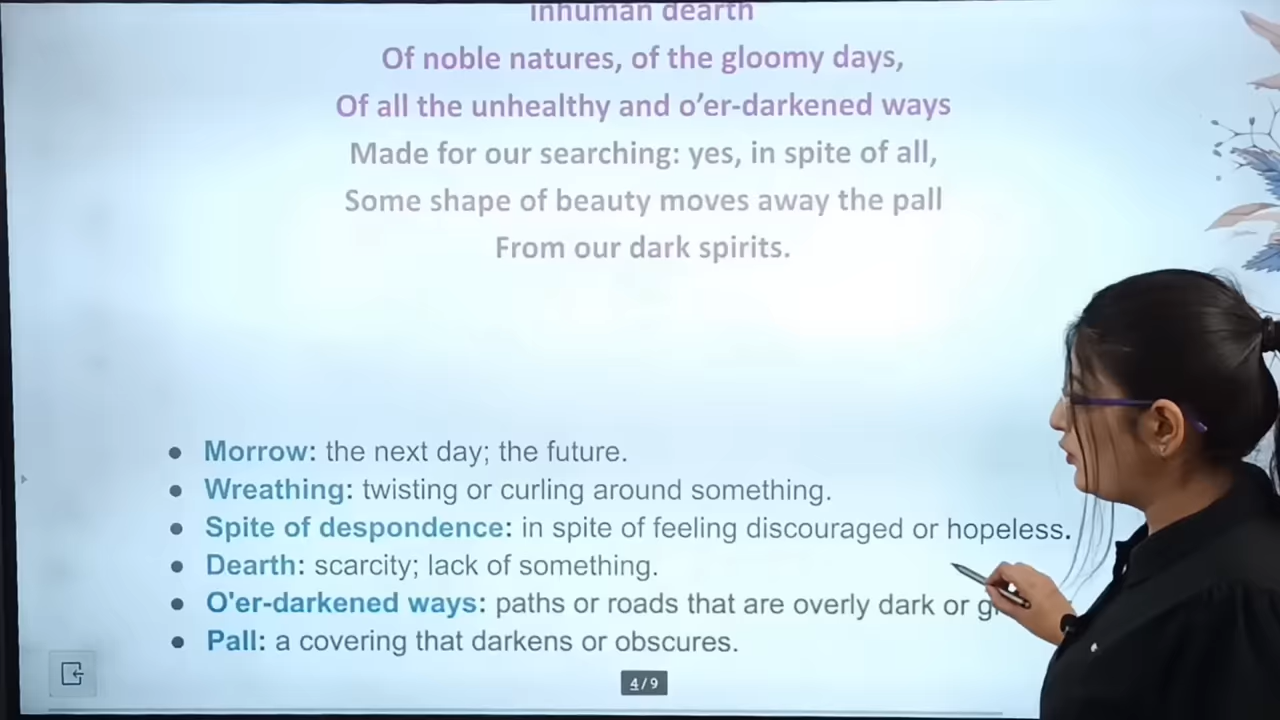 inhuman dearth
Of noble natures, of the gloomy days,
Of all the unhealthy and o’er-darkened ways
Made for our searching: yes, in spite of all,
Some shape of beauty moves away the pall
From our dark spirits.
● Morrow: the next day; the future.
● Wreathing: twisting or curling around something.
● Spite of despondence: in spite of feeling discouraged or hopeless.
● Dearth: scarcity; lack of something.
● O'er-darkened ways: paths or roads that are overly dark or
● Pall: a covering that darkens or obscures.
4/9